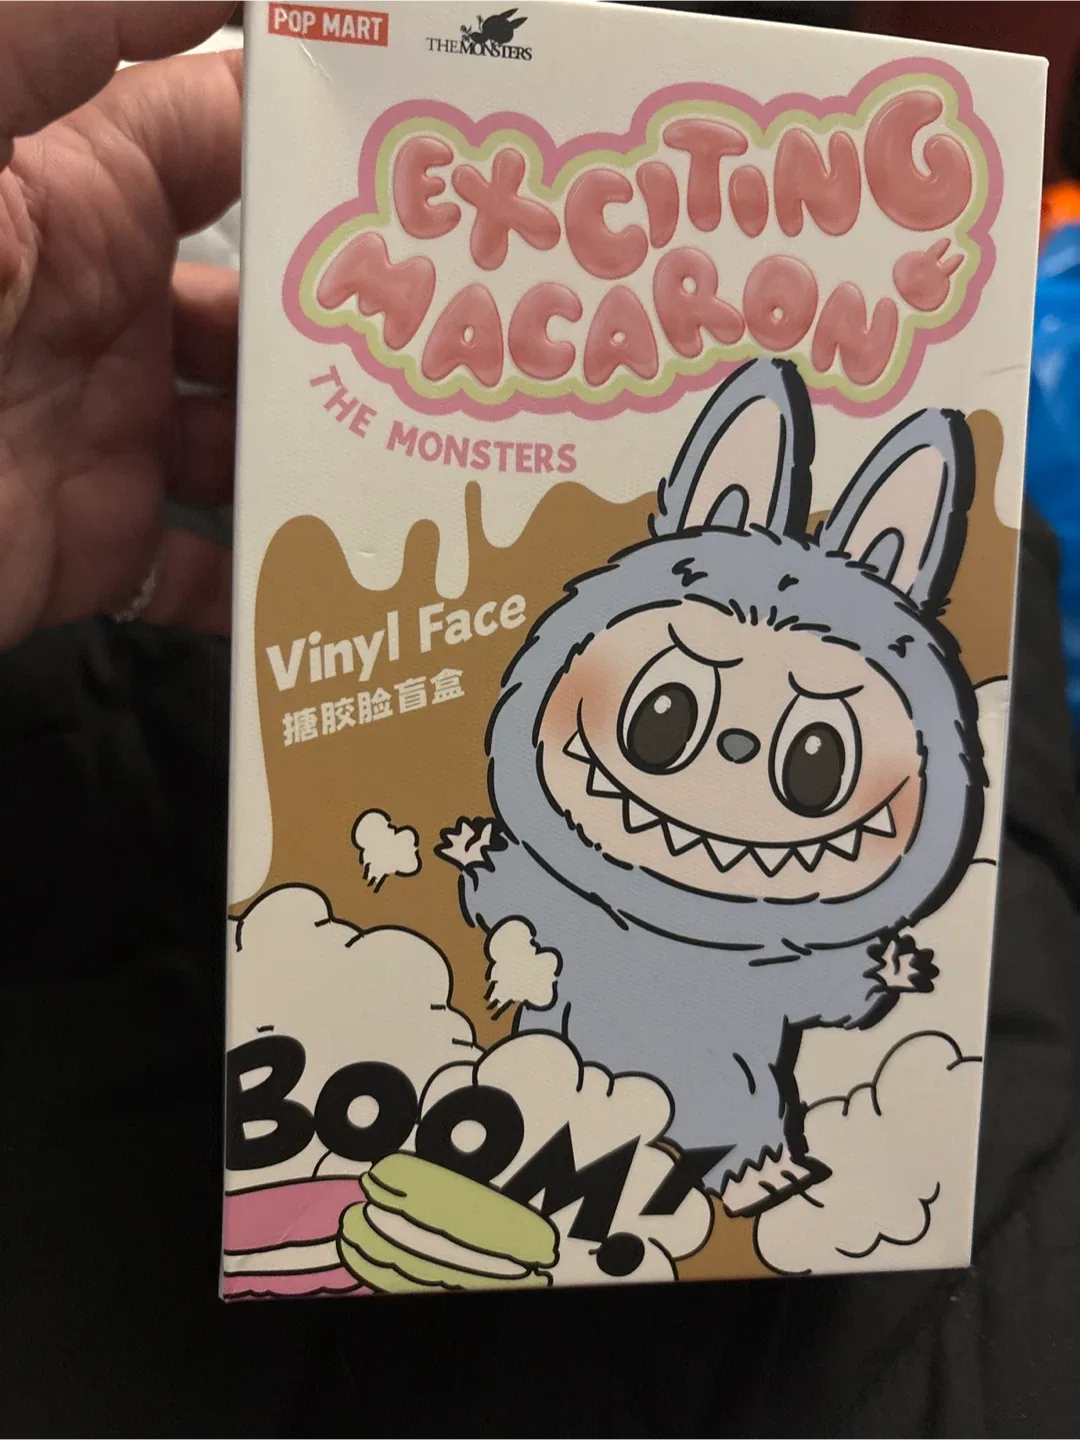 POP MART
THE MONSTERS
EXCITING
MACARON
THE MONSTERS
Vinyl Face
搪胶脸盲盒
BOOM!